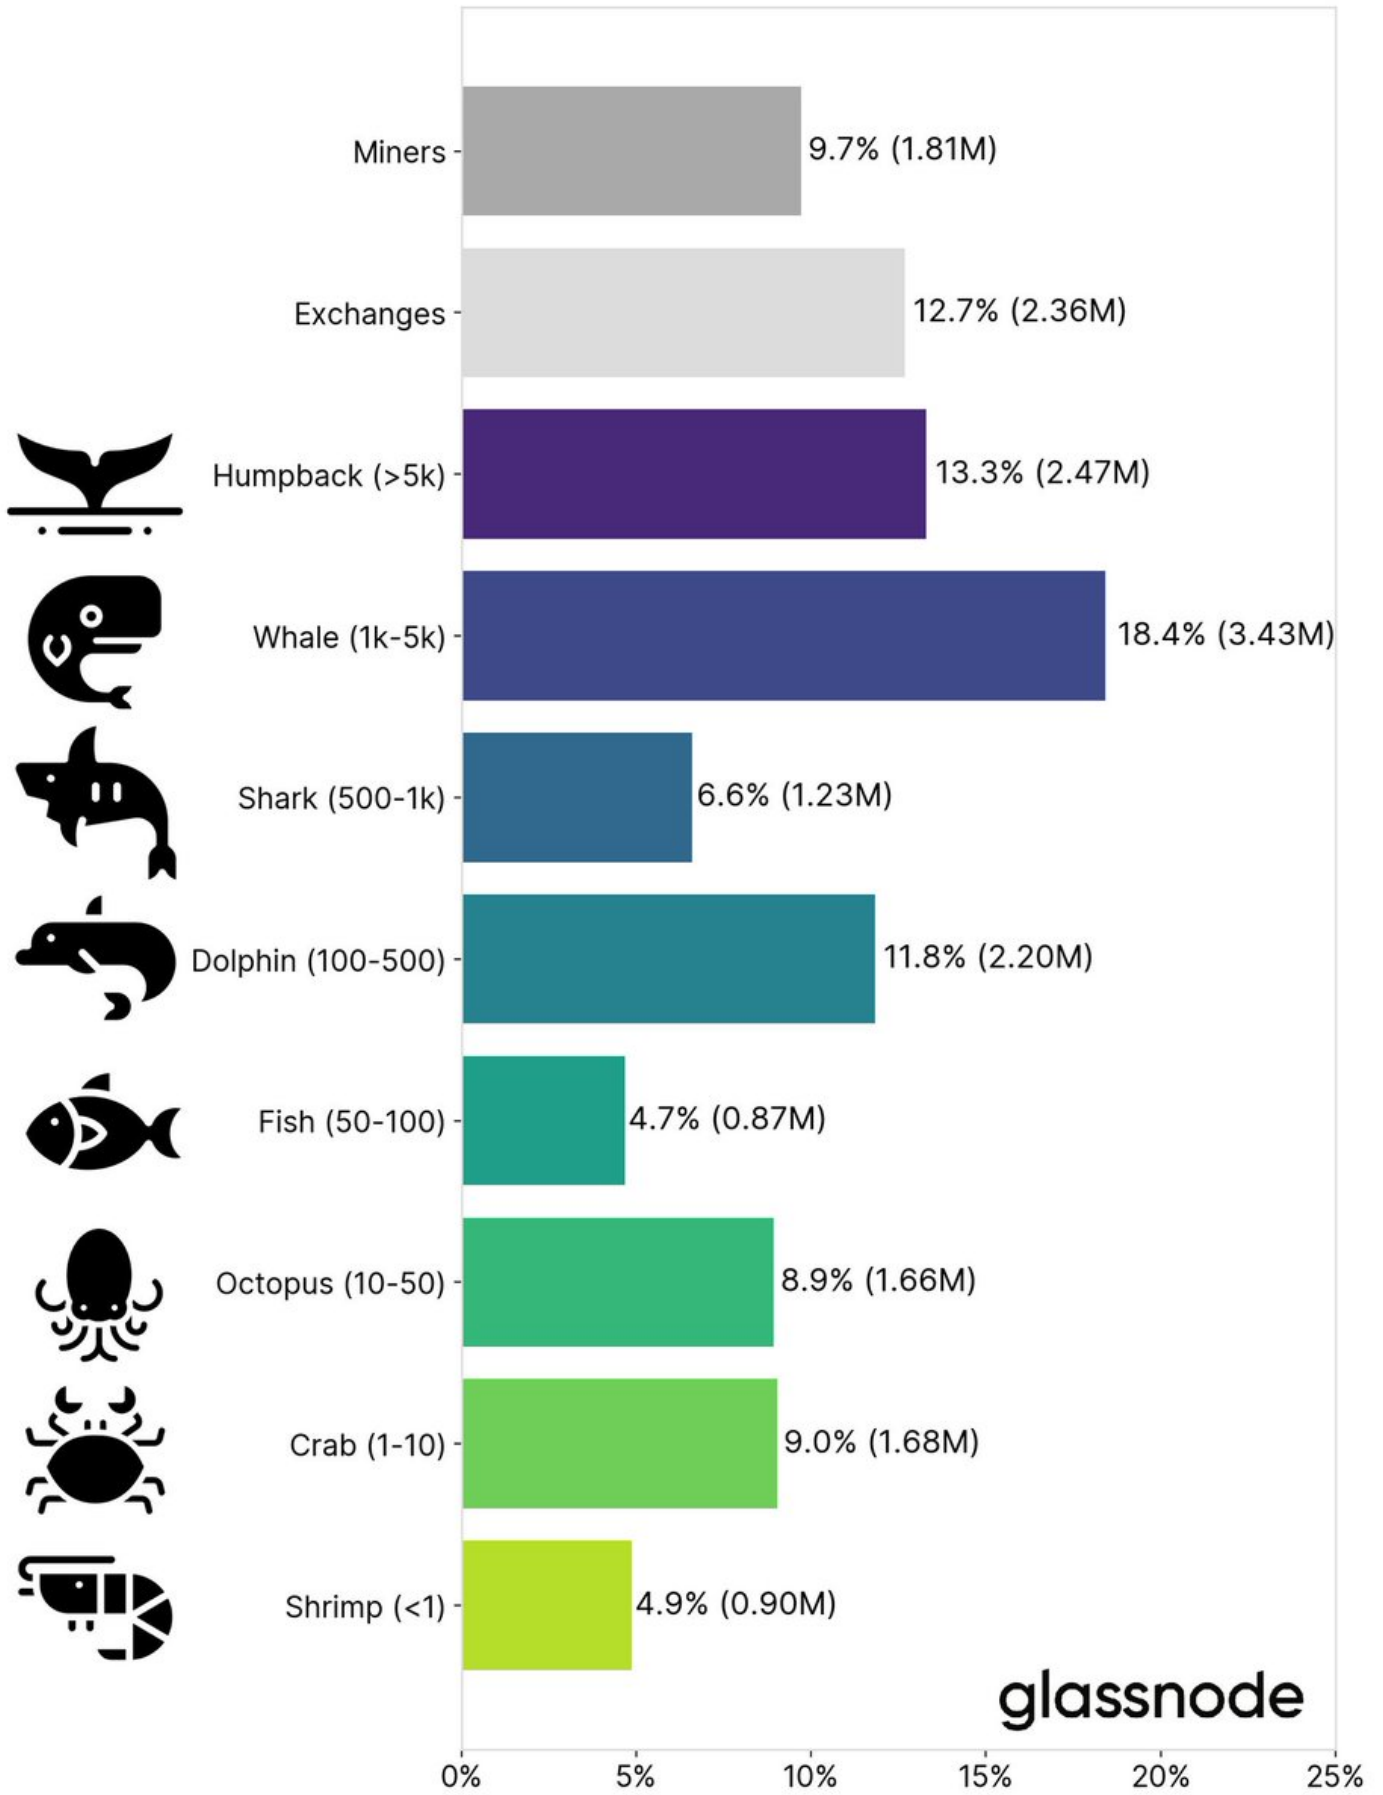 Miners
9.7% (1.81M)
Exchanges
12.7% (2.36M)
Humpback (>5k)
13.3% (2.47M)
Whale (1k-5k)
18.4% (3.43M)
Shark (500-1k)
6.6% (1.23M)
Dolphin (100-500)
11.8% (2.20M)
Fish (50-100)
4.7% (0.87M)
Octopus (10-50)
8.9% (1.66M)
Crab (1-10)
9.0% (1.68M)
Shrimp (<1)
4.9% (0.90M)
glassnode
0% 5% 10% 15% 20% 25%